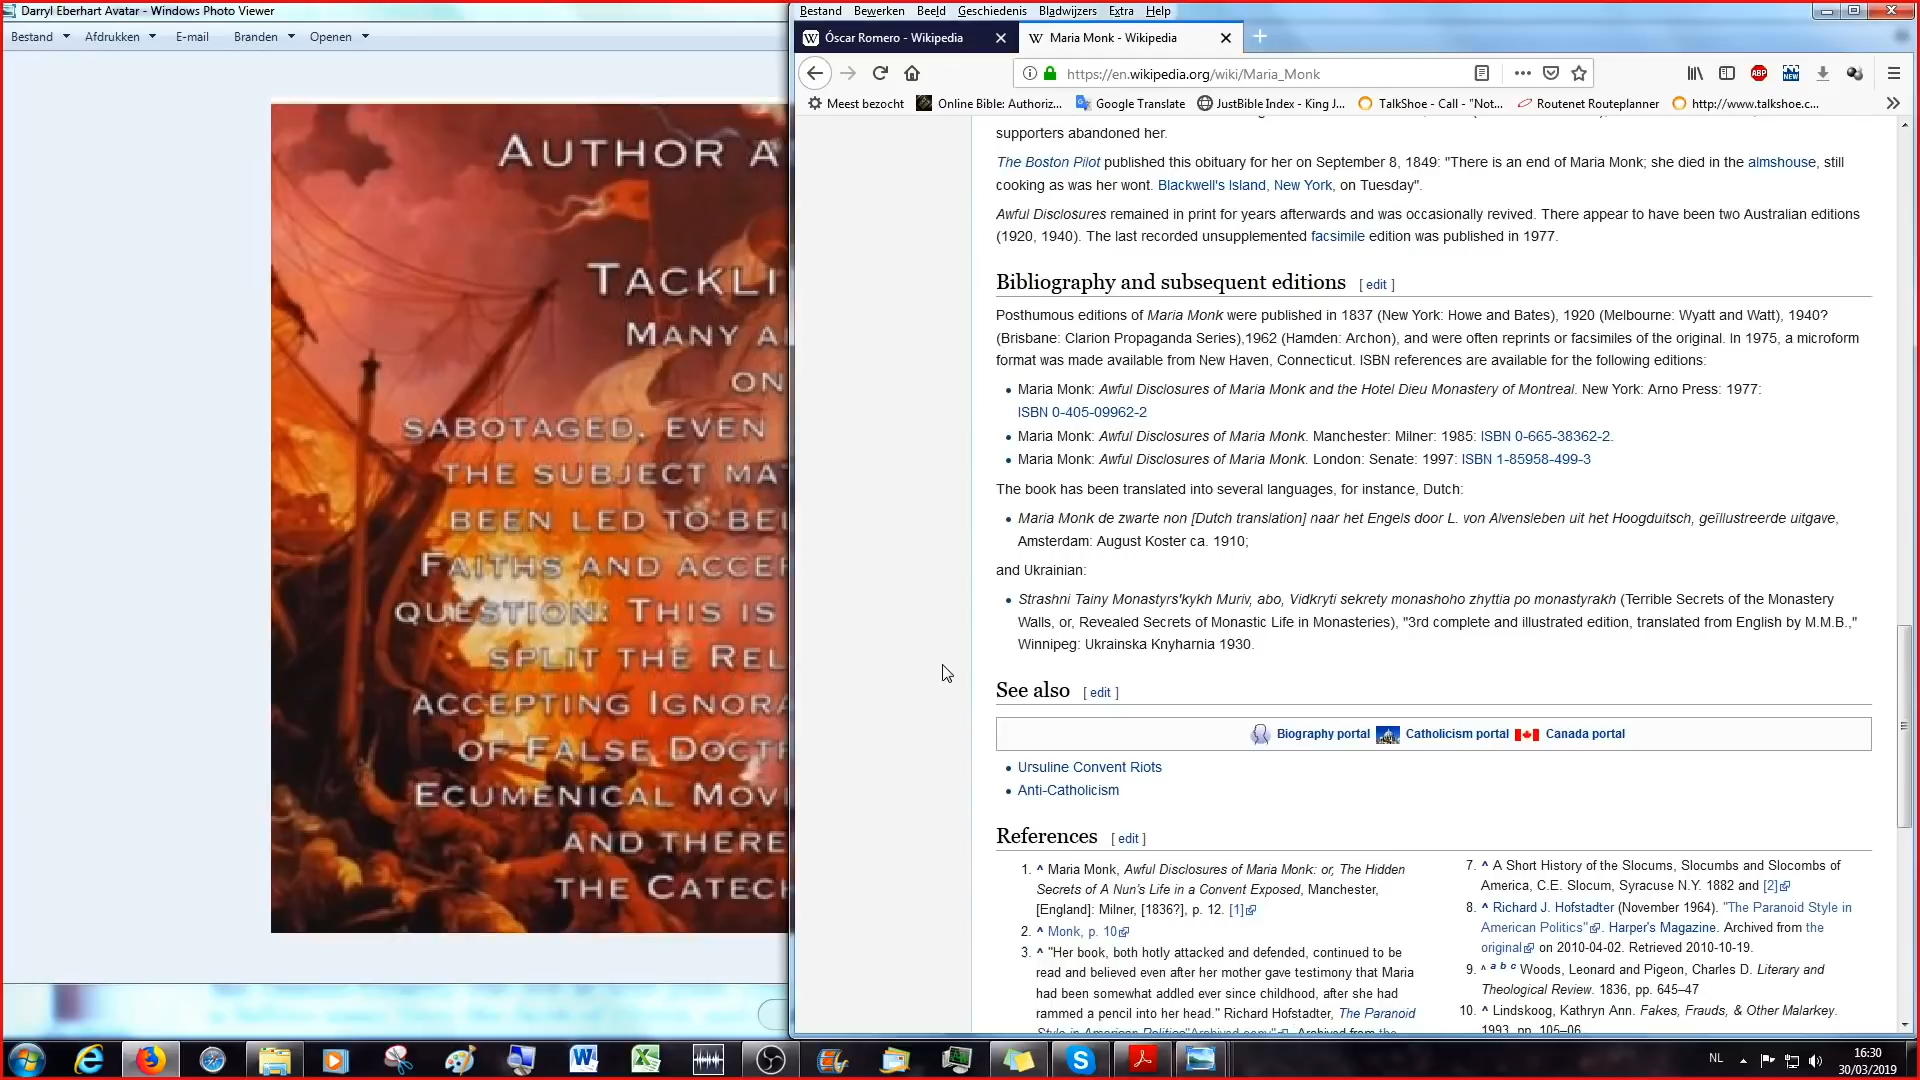 Darryl Eberhart Avatar - Windows Photo Viewer
Bestand Afdrukken E-mail Branden Openen
AUTHOR A
TACKLI
MANY A
ON
SABOTAGED, EVEN
THE SUBJECT MAT
BEEN LED TO BEI
FAITHS AND ACCE
QUESTION: THIS IS
SPLIT THE REL
ACCEPTING IGNORA
OF FALSE DOCT
ECUMENICAL MOV
AND THERE
THE CATECH
Bestand Bewerken Beeld Geschiedenis Bladwijzers Extra Help
Óscar Romero - Wikipedia
Maria Monk - Wikipedia
https://en.wikipedia.org/wiki/Maria_Monk
Meest bezocht Online Bible: Authoriz... Google Translate JustBible Index - King J... TalkShoe - Call - "Not... Routenet Routeplanner http://www.talkshoe.c...
supporters abandoned her.
The Boston Pilot published this obituary for her on September 8, 1849: "There is an end of Maria Monk; she died in the almshouse, still
cooking as was her wont. Blackwell's Island, New York, on Tuesday".
Awful Disclosures remained in print for years afterwards and was occasionally revived. There appear to have been two Australian editions
(1920, 1940). The last recorded unsupplemented facsimile edition was published in 1977.
Bibliography and subsequent editions [ edit ]
Posthumous editions of Maria Monk were published in 1837 (New York: Howe and Bates), 1920 (Melbourne: Wyatt and Watt), 1940?
(Brisbane: Clarion Propaganda Series),1962 (Hamden: Archon), and were often reprints or facsimiles of the original. In 1975, a microform
format was made available from New Haven, Connecticut. ISBN references are available for the following editions:
• Maria Monk: Awful Disclosures of Maria Monk and the Hotel Dieu Monastery of Montreal. New York: Arno Press: 1977:
ISBN 0-405-09962-2
• Maria Monk: Awful Disclosures of Maria Monk. Manchester: Milner: 1985: ISBN 0-665-38362-2.
• Maria Monk: Awful Disclosures of Maria Monk. London: Senate: 1997: ISBN 1-85958-499-3
The book has been translated into several languages, for instance, Dutch:
• Maria Monk de zwarte non [Dutch translation] naar het Engels door L. von Alvensleben uit het Hoogduitsch, geïllustreerde uitgave,
Amsterdam: August Koster ca. 1910;
and Ukrainian:
• Strashni Tainy Monastyrs'kykh Muriv, abo, Vidkryti sekrety monashoho zhyttia po monastyrakh (Terrible Secrets of the Monastery
Walls, or, Revealed Secrets of Monastic Life in Monasteries), "3rd complete and illustrated edition, translated from English by M.M.B.,"
Winnipeg: Ukrainska Knyharnia 1930.
See also [ edit ]
Biography portal Catholicism portal Canada portal
• Ursuline Convent Riots
• Anti-Catholicism
References [ edit ]
1. ^ Maria Monk, Awful Disclosures of Maria Monk: or, The Hidden
Secrets of A Nun's Life in a Convent Exposed, Manchester,
[England]: Milner, [1836?], p. 12. [1]
2. ^ Monk, p. 10
3. ^ "Her book, both hotly attacked and defended, continued to be
read and believed even after her mother gave testimony that Maria
had been somewhat addled ever since childhood, after she had
rammed a pencil into her head." Richard Hofstadter, The Paranoid
Style in American Politics"Archived copy". Archived from the
7. ^ A Short History of the Slocums, Slocumbs and Slocombs of
America, C.E. Slocum, Syracuse N.Y. 1882 and [2]
8. ^ Richard J. Hofstadter (November 1964). "The Paranoid Style in
American Politics". Harper's Magazine. Archived from the
original on 2010-04-02. Retrieved 2010-10-19.
9. ^ a b c Woods, Leonard and Pigeon, Charles D. Literary and
Theological Review. 1836, pp. 645–47
10. ^ Lindskoog, Kathryn Ann. Fakes, Frauds, & Other Malarkey.
1993, pp. 105–06
NL
16:30
30/03/2019